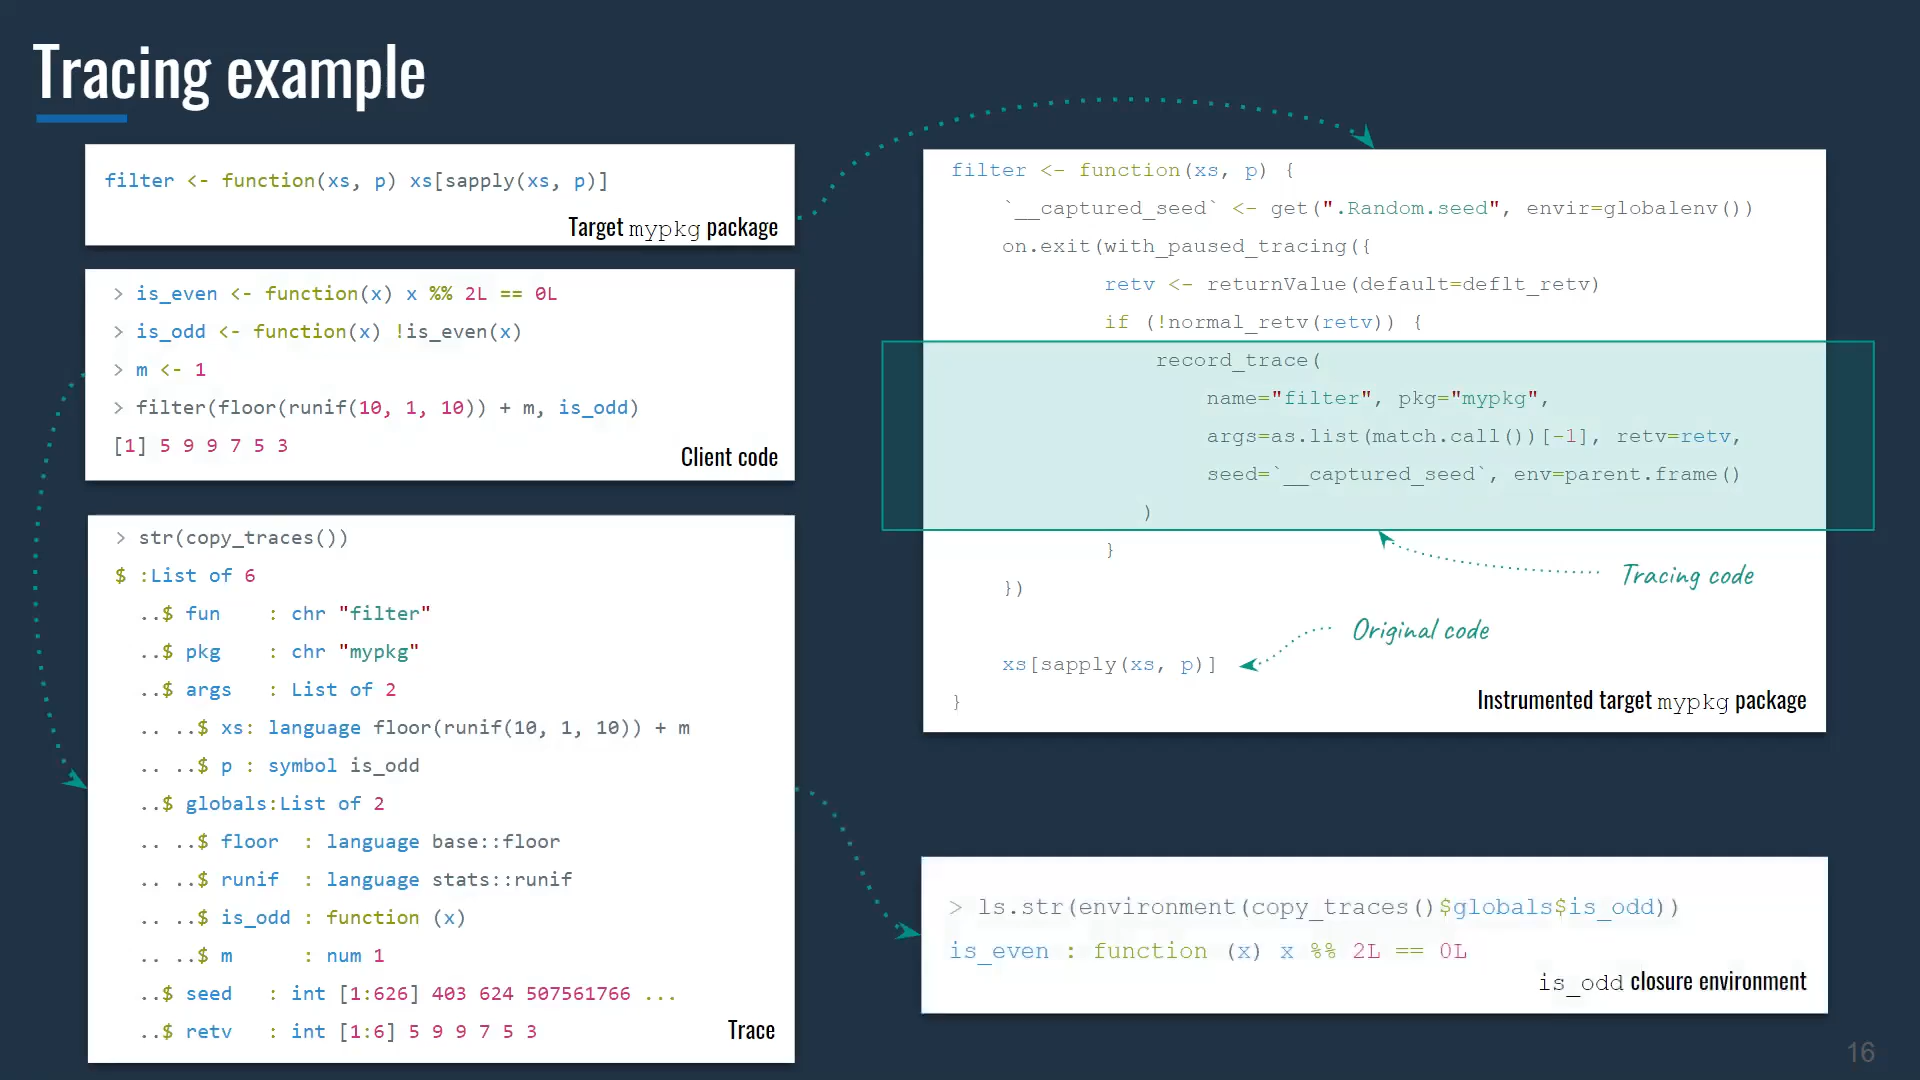 Tracing example
filter <- function(xs, p) xs[sapply(xs, p)]
Target mypkg package
> is_even <- function(x) x %% 2L == 0L
> is_odd <- function(x) !is_even(x)
> m <- 1
> filter(floor(runif(10, 1, 10)) + m, is_odd)
[1] 5 9 9 7 5 3
Client code
> str(copy_traces())
$ :List of 6
..$ fun    : chr "filter"
..$ pkg    : chr "mypkg"
..$ args   : List of 2
.. ..$ xs: language floor(runif(10, 1, 10)) + m
.. ..$ p : symbol is_odd
..$ globals:List of 2
.. ..$ floor  : language base::floor
.. ..$ runif  : language stats::runif
.. ..$ is_odd : function (x)
.. ..$ m      : num 1
..$ seed   : int [1:626] 403 624 507561766 ...
..$ retv   : int [1:6] 5 9 9 7 5 3
Trace
filter <- function(xs, p) {
`__captured_seed` <- get(".Random.seed", envir=globalenv())
on.exit(with_paused_tracing({
retv <- returnValue(default=deflt_retv)
if (!normal_retv(retv)) {
record_trace(
name="filter", pkg="mypkg",
args=as.list(match.call())[-1], retv=retv,
seed=`__captured_seed`, env=parent.frame()
)
}
Tracing code
})
Original code
xs[sapply(xs, p)]
}
Instrumented target mypkg package
> ls.str(environment(copy_traces()$globals$is_odd))
is_even : function (x) x %% 2L == 0L
is_odd closure environment
16